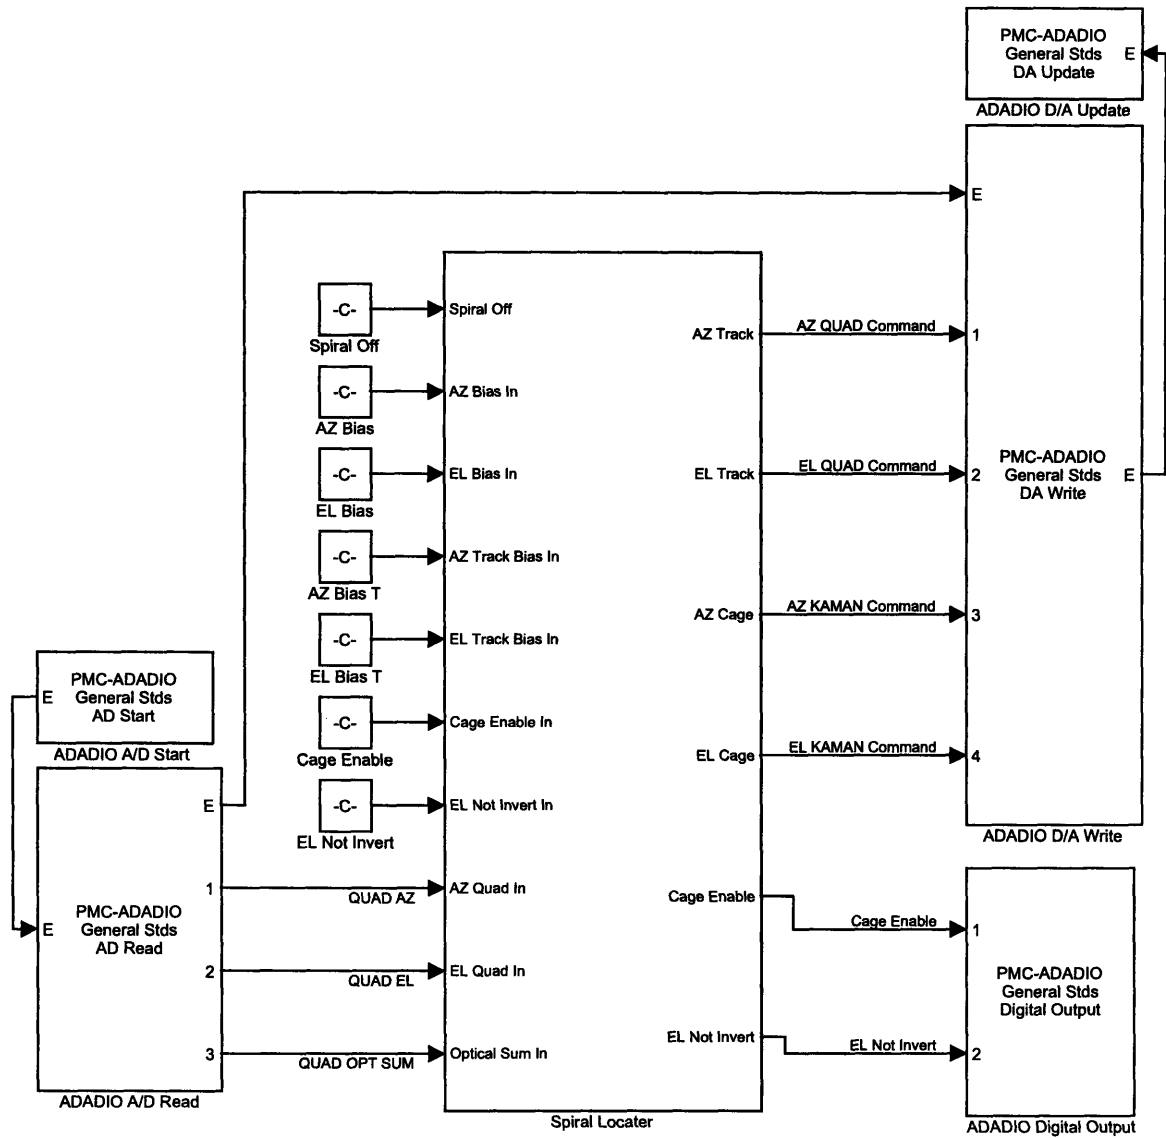 PMC-ADADIO
General Stds
DA Update
E
ADADIO D/A Update
E
1
2
3
4
PMC-ADADIO
General Stds
DA Write
E
ADADIO D/A Write
-C-
Spiral Off
-C-
AZ Bias
-C-
EL Bias
-C-
AZ Bias T
-C-
EL Bias T
-C-
Cage Enable
-C-
EL Not Invert
Spiral Off
AZ Bias In
EL Bias In
AZ Track Bias In
EL Track Bias In
Cage Enable In
EL Not Invert In
AZ Quad In
EL Quad In
Optical Sum In
AZ Track
EL Track
AZ Cage
EL Cage
Cage Enable
EL Not Invert
Spiral Locater
AZ QUAD Command
EL QUAD Command
AZ KAMAN Command
EL KAMAN Command
Cage Enable
EL Not Invert
E
PMC-ADADIO
General Stds
AD Start
ADADIO A/D Start
E
PMC-ADADIO
General Stds
AD Read
E
1
2
3
ADADIO A/D Read
QUAD AZ
QUAD EL
QUAD OPT SUM
1
2
PMC-ADADIO
General Stds
Digital Output
ADADIO Digital Output